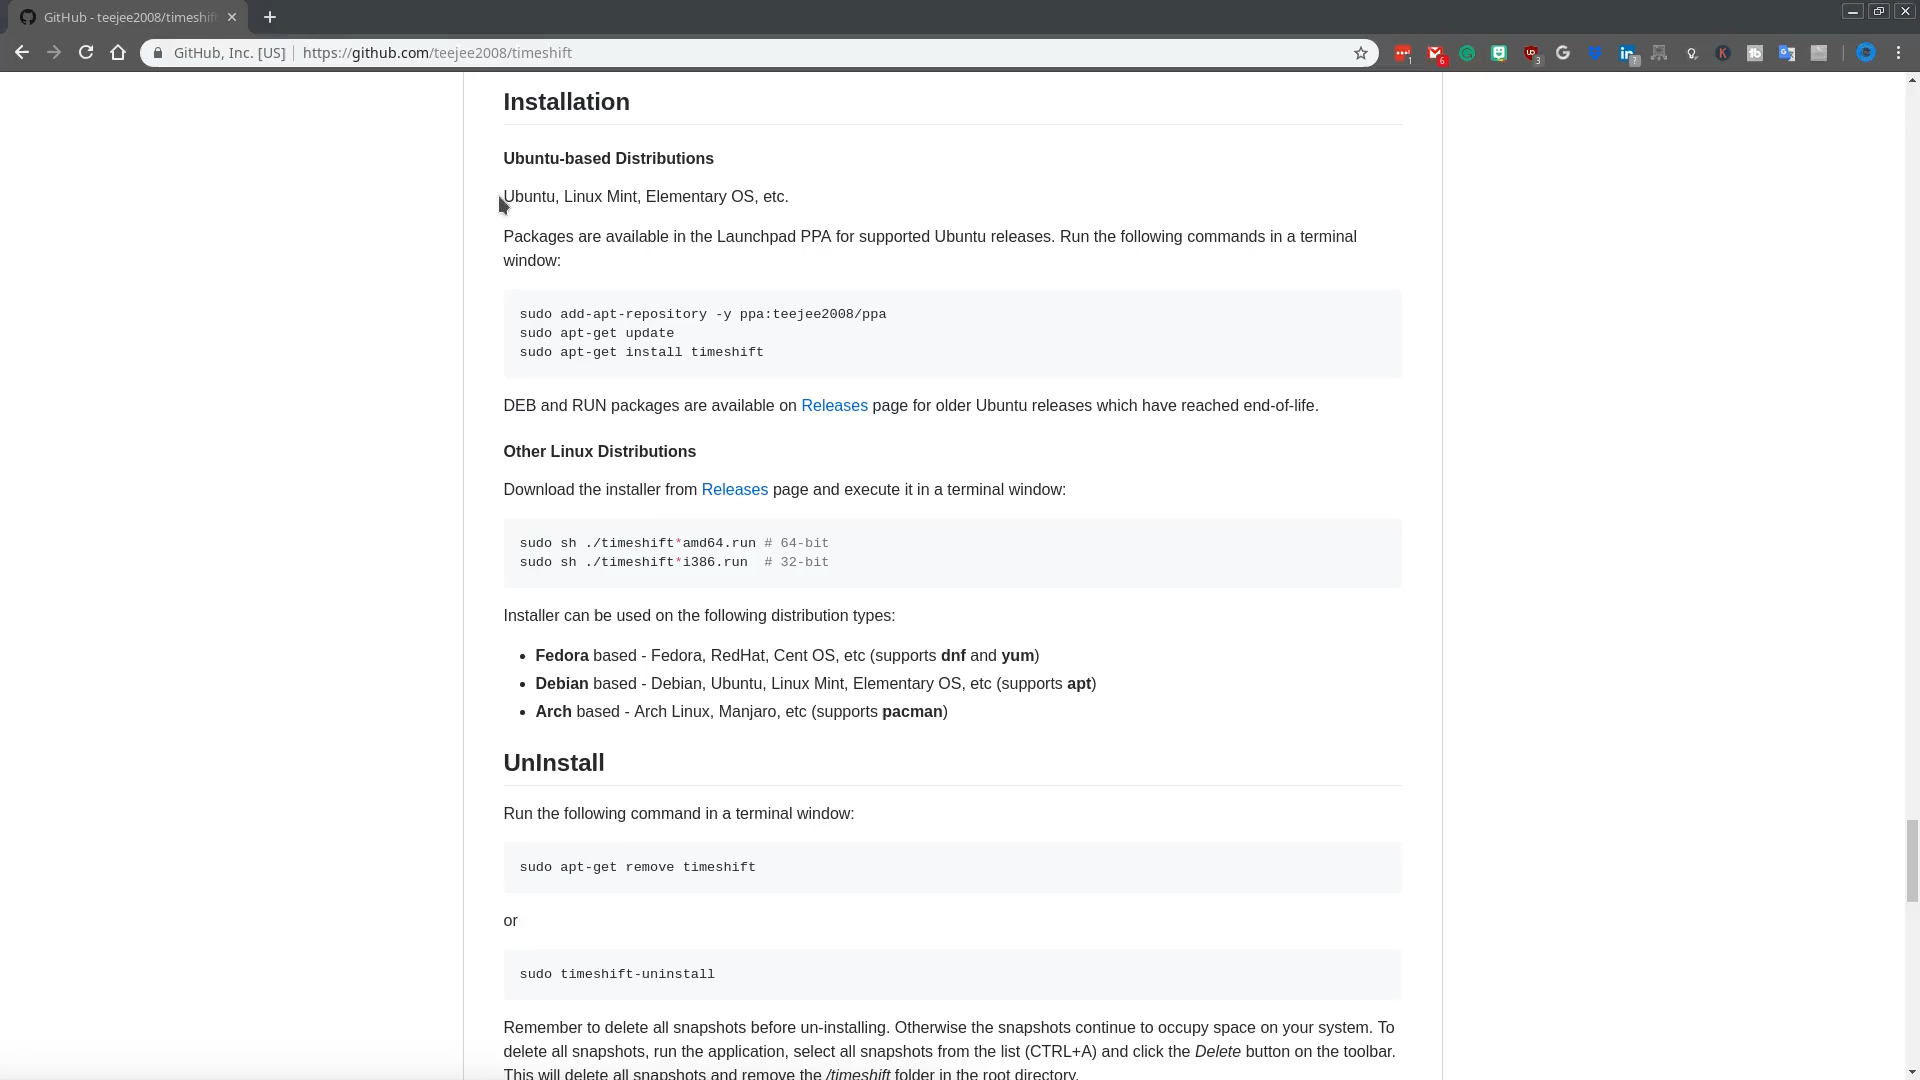 GitHub - teejee2008/timeshift
GitHub, Inc. [US] | https://github.com/teejee2008/timeshift
1
6
3
?
Installation
Ubuntu-based Distributions
Ubuntu, Linux Mint, Elementary OS, etc.
Packages are available in the Launchpad PPA for supported Ubuntu releases. Run the following commands in a terminal
window:
sudo add-apt-repository -y ppa:teejee2008/ppa
sudo apt-get update
sudo apt-get install timeshift
DEB and RUN packages are available on Releases page for older Ubuntu releases which have reached end-of-life.
Other Linux Distributions
Download the installer from Releases page and execute it in a terminal window:
sudo sh ./timeshift*amd64.run # 64-bit
sudo sh ./timeshift*i386.run  # 32-bit
Installer can be used on the following distribution types:
• Fedora based - Fedora, RedHat, Cent OS, etc (supports dnf and yum)
• Debian based - Debian, Ubuntu, Linux Mint, Elementary OS, etc (supports apt)
• Arch based - Arch Linux, Manjaro, etc (supports pacman)
UnInstall
Run the following command in a terminal window:
sudo apt-get remove timeshift
or
sudo timeshift-uninstall
Remember to delete all snapshots before un-installing. Otherwise the snapshots continue to occupy space on your system. To
delete all snapshots, run the application, select all snapshots from the list (CTRL+A) and click the Delete button on the toolbar.
This will delete all snapshots and remove the /timeshift folder in the root directory.